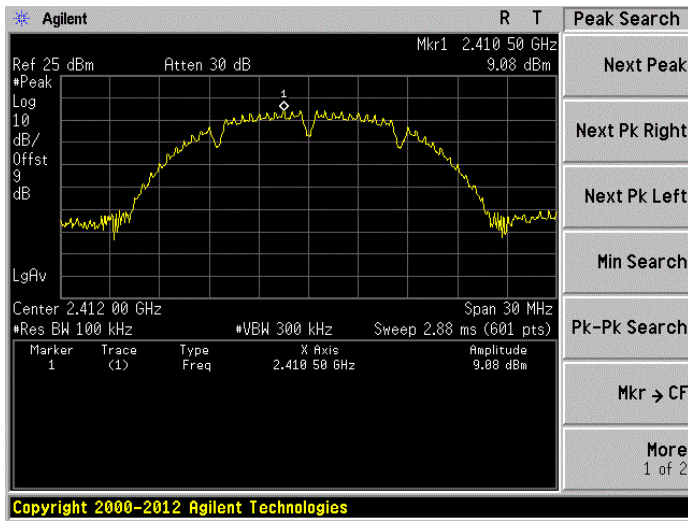 Agilent R T Peak Search
Mkr1 2.410 50 GHz
Ref 25 dBm Atten 30 dB 9.08 dBm
#Peak
Log
10
dB/
Offst
9
dB
1
LgAv
Center 2.412 00 GHz Span 30 MHz
#Res BW 100 kHz #VBW 300 kHz Sweep 2.88 ms (601 pts)
Marker Trace Type X Axis Amplitude
1 (1) Freq 2.410 50 GHz 9.08 dBm
Next Peak
Next Pk Right
Next Pk Left
Min Search
Pk-Pk Search
Mkr → CF
More
1 of 2
Copyright 2000-2012 Agilent Technologies